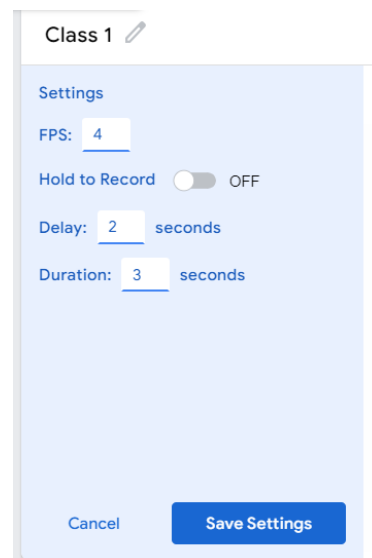 Class 1
Settings
FPS: 4
Hold to Record OFF
Delay: 2 seconds
Duration: 3 seconds
Cancel Save Settings